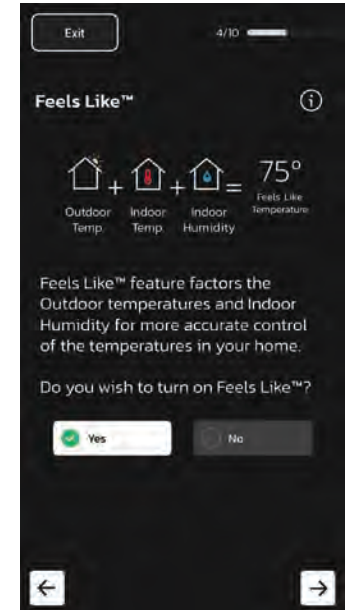 Exit
4/10
Feels Like™
Outdoor Temp.
+
Indoor Temp.
+
Indoor Humidity
=
75°
Feels Like Temperature
Feels Like™ feature factors the
Outdoor temperatures and Indoor
Humidity for more accurate control
of the temperatures in your home.
Do you wish to turn on Feels Like™?
Yes
No